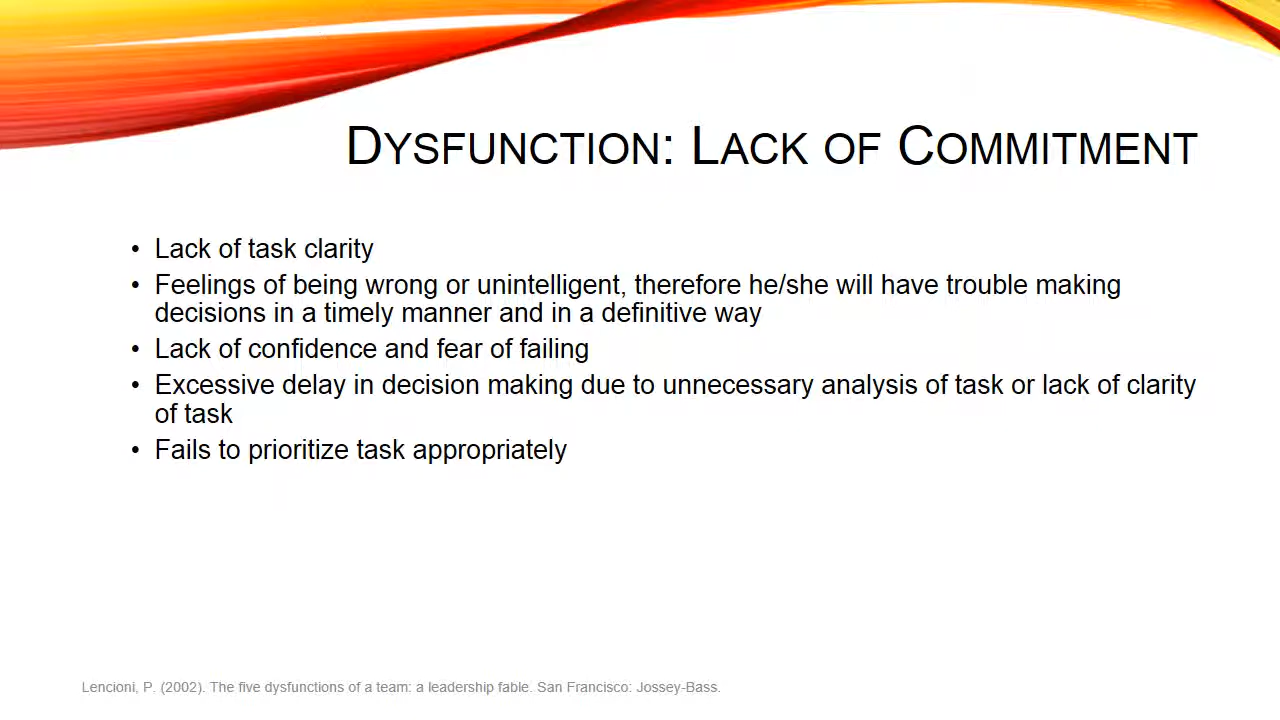 DYSFUNCTION: LACK OF COMMITMENT
• Lack of task clarity
• Feelings of being wrong or unintelligent, therefore he/she will have trouble making
decisions in a timely manner and in a definitive way
• Lack of confidence and fear of failing
• Excessive delay in decision making due to unnecessary analysis of task or lack of clarity
of task
• Fails to prioritize task appropriately
Lencioni, P. (2002). The five dysfunctions of a team: a leadership fable. San Francisco: Jossey-Bass.